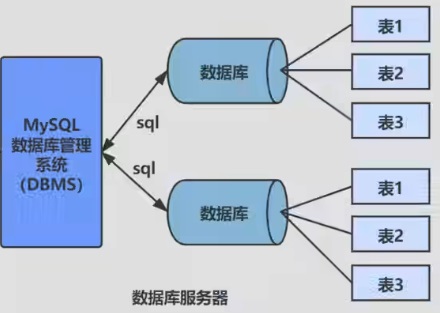 MySQL
数据库管理
系统
（DBMS）
sql
sql
数据库
表1
表2
表3
数据库
表1
表2
表3
数据库服务器